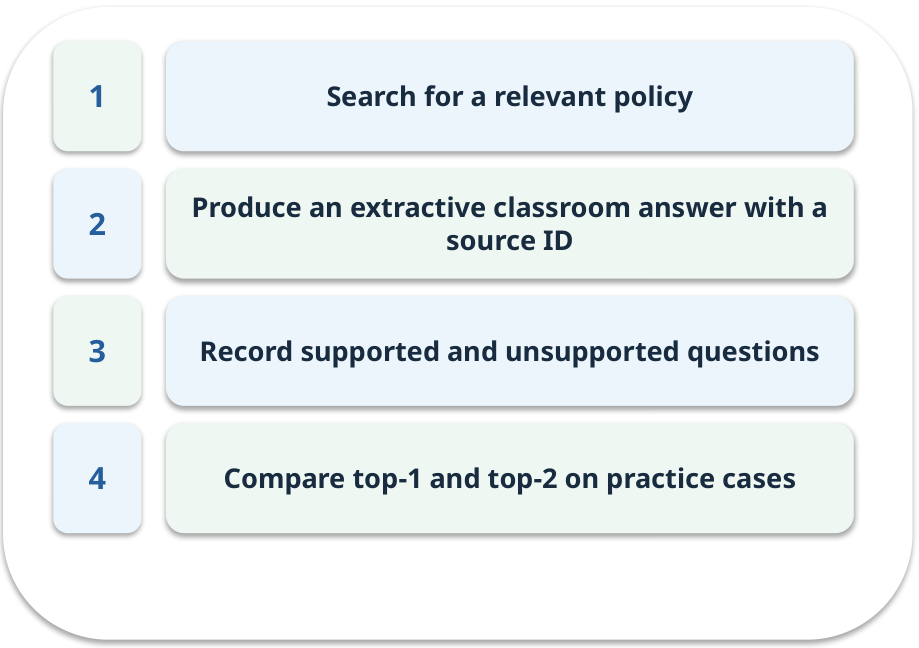 1
Search for a relevant policy
2
Produce an extractive classroom answer with a
source ID
3
Record supported and unsupported questions
4
Compare top-1 and top-2 on practice cases